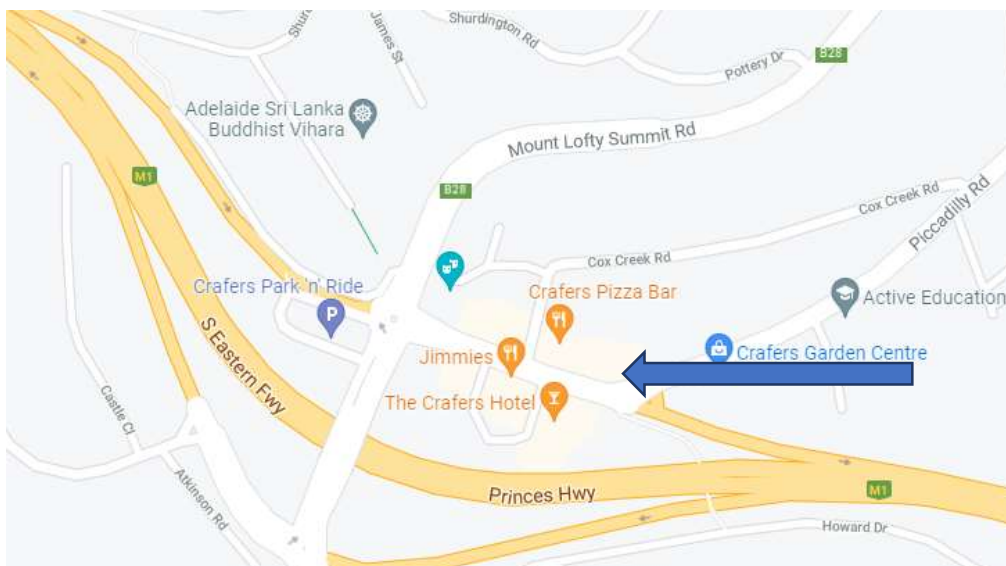 Shurdington Rd
Shur
James St
Pottery Dr
B28
Adelaide Sri Lanka
Buddhist Vihara
Mount Lofty Summit Rd
M1
B28
Cox Creek Rd
Piccadilly Rd
Cox Creek Rd
Crafers Park 'n' Ride
P
Crafers Pizza Bar
Active Education
S Eastern Fwy
Jimmies
Crafers Garden Centre
Castle Ct
The Crafers Hotel
Atkinson Rd
Princes Hwy
M1
Howard Dr